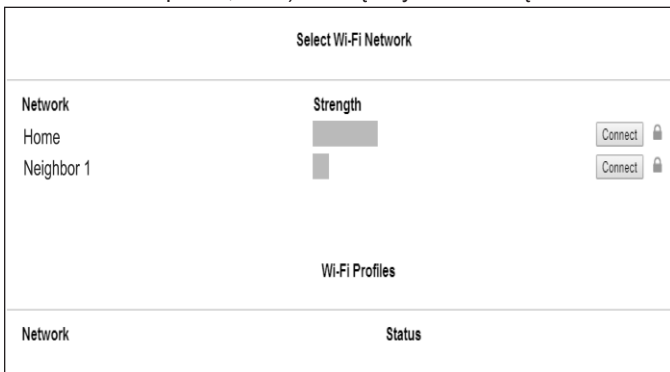 Select Wi-Fi Network
Network Strength
Home Connect
Neighbor 1 Connect
Wi-Fi Profiles
Network Status